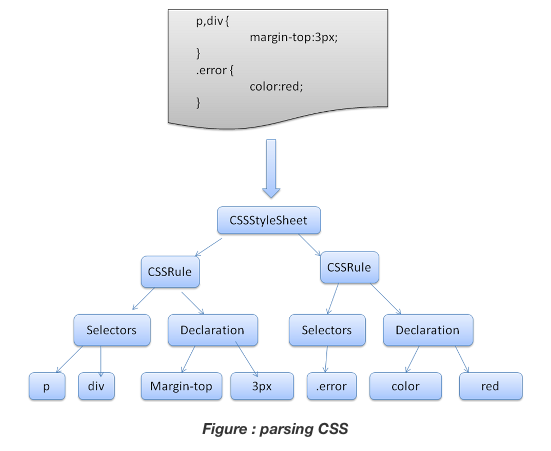 p,div {
margin-top:3px;
}
.error {
color:red;
}
CSSStyleSheet
CSSRule
CSSRule
Selectors
Declaration
Selectors
Declaration
p
div
Margin-top
3px
.error
color
red
Figure : parsing CSS